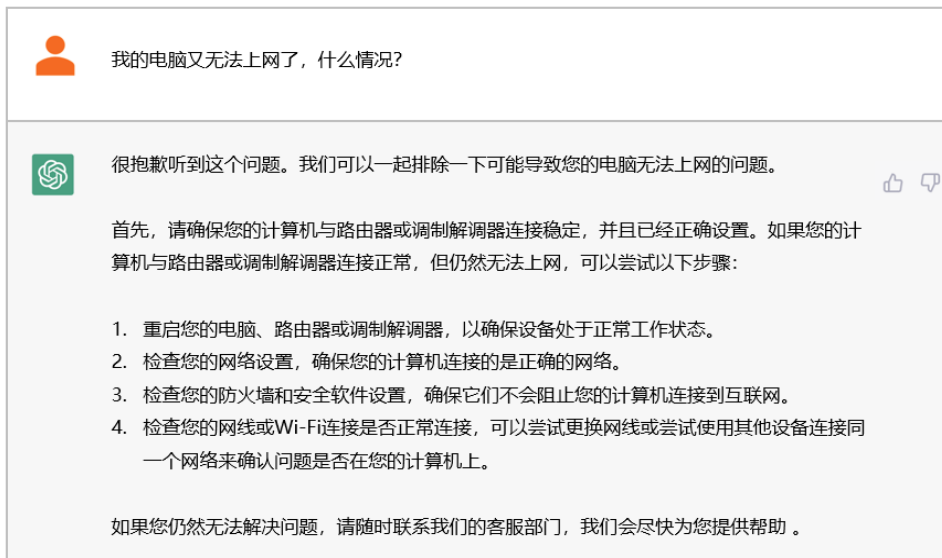 我的电脑又无法上网了，什么情况？
很抱歉听到这个问题。我们可以一起排除一下可能导致您的电脑无法上网的问题。
首先，请确保您的计算机与路由器或调制解调器连接稳定，并且已经正确设置。如果您的计
算机与路由器或调制解调器连接正常，但仍然无法上网，可以尝试以下步骤：
1. 重启您的电脑、路由器或调制解调器，以确保设备处于正常工作状态。
2. 检查您的网络设置，确保您的计算机连接的是正确的网络。
3. 检查您的防火墙和安全软件设置，确保它们不会阻止您的计算机连接到互联网。
4. 检查您的网线或Wi-Fi连接是否正常连接，可以尝试更换网线或尝试使用其他设备连接同
一个网络来确认问题是否在您的计算机上。
如果您仍然无法解决问题，请随时联系我们的客服部门，我们会尽快为您提供帮助 。